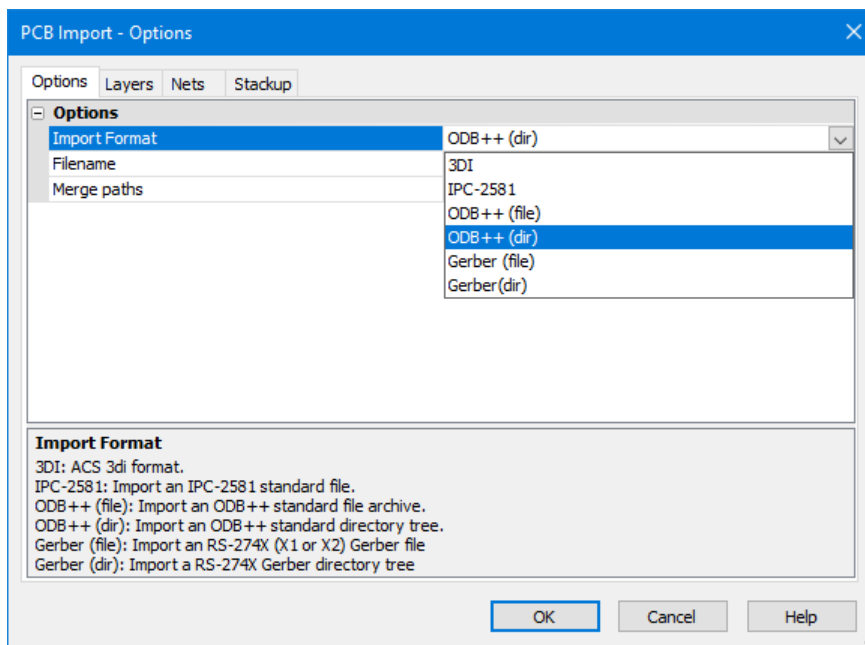 PCB Import - Options
Options Layers Nets Stackup
Options
Import Format ODB++ (dir)
Filename 3DI
Merge paths IPC-2581
ODB++ (file)
ODB++ (dir)
Gerber (file)
Gerber(dir)
Import Format
3DI: ACS 3di format.
IPC-2581: Import an IPC-2581 standard file.
ODB++ (file): Import an ODB++ standard file archive.
ODB++ (dir): Import an ODB++ standard directory tree.
Gerber (file): Import an RS-274X (X1 or X2) Gerber file
Gerber (dir): Import a RS-274X Gerber directory tree
OK Cancel Help